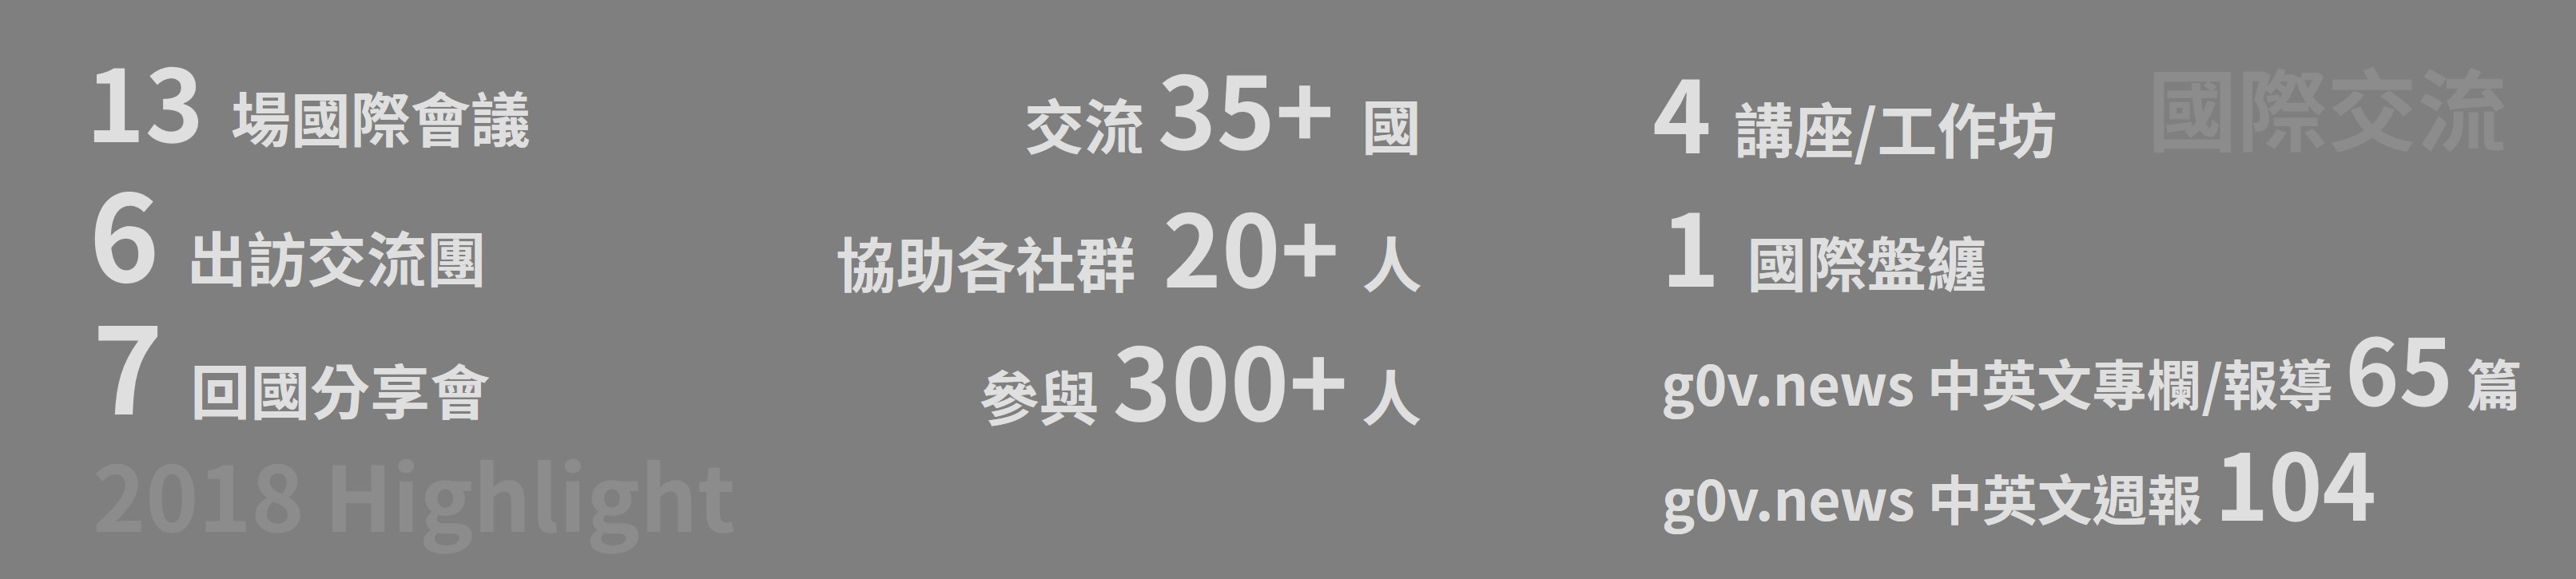 13 場國際會議
6 出訪交流團
7 回國分享會
2018 Highlight
交流 35+ 國
協助各社群 20+ 人
參與 300+ 人
國際交流
4 講座/工作坊
1 國際盤纏
g0v.news 中英文專欄/報導 65 篇
g0v.news 中英文週報 104